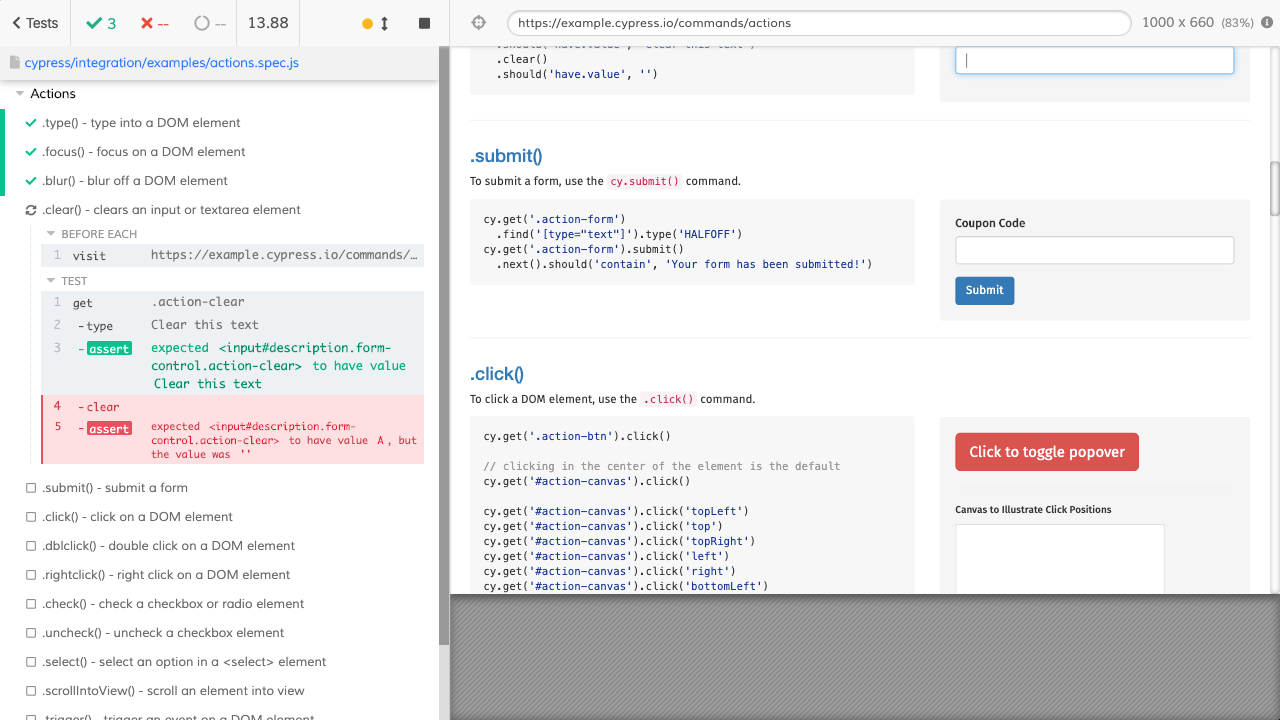 Tests
3
--
--
13.88
cypress/integration/examples/actions.spec.js
Actions
.type() - type into a DOM element
.focus() - focus on a DOM element
.blur() - blur off a DOM element
.clear() - clears an input or textarea element
BEFORE EACH
1 visit https://example.cypress.io/commands/…
TEST
1 get .action-clear
2 -type Clear this text
3 -assert expected <input#description.form-
control.action-clear> to have value
Clear this text
4 -clear
5 -assert expected <input#description.form-
control.action-clear> to have value A, but
the value was ''
.submit() - submit a form
.click() - click on a DOM element
.dblclick() - double click on a DOM element
.rightclick() - right click on a DOM element
.check() - check a checkbox or radio element
.uncheck() - uncheck a checkbox element
.select() - select an option in a <select> element
.scrollIntoView() - scroll an element into view
.trigger() - trigger an event on a DOM element
https://example.cypress.io/commands/actions
1000 x 660 (83%)
.should('have.value', 'Clear this text')
.clear()
.should('have.value', '')
.submit()
To submit a form, use the cy.submit() command.
cy.get('.action-form')
.find('[type="text"]').type('HALFOFF')
cy.get('.action-form').submit()
.next().should('contain', 'Your form has been submitted!')
Coupon Code
Submit
.click()
To click a DOM element, use the .click() command.
cy.get('.action-btn').click()
// clicking in the center of the element is the default
cy.get('#action-canvas').click()
cy.get('#action-canvas').click('topLeft')
cy.get('#action-canvas').click('top')
cy.get('#action-canvas').click('topRight')
cy.get('#action-canvas').click('left')
cy.get('#action-canvas').click('right')
cy.get('#action-canvas').click('bottomLeft')
Click to toggle popover
Canvas to Illustrate Click Positions